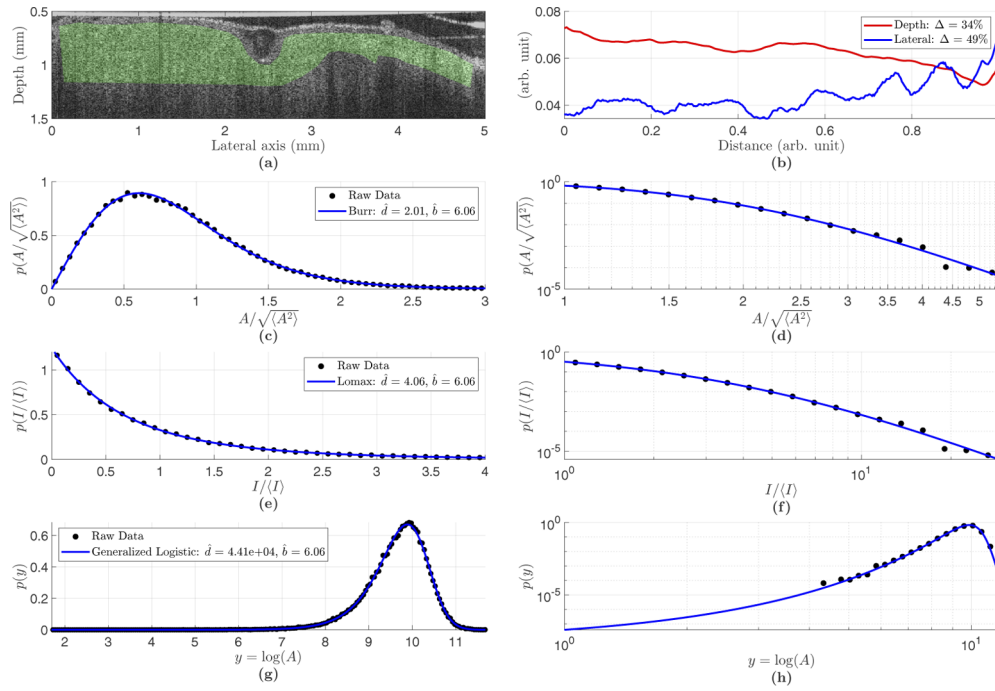 0.5
1
1.5
Depth (mm)
0 1 2 3 4 5
Lateral axis (mm)
(a)
0.08
0.06
0.04
(arb. unit)
Depth: Δ = 34%
Lateral: Δ = 49%
0 0.2 0.4 0.6 0.8
Distance (arb. unit)
(b)
1
0.5
0
p(A/√⟨A²⟩)
Raw Data
Burr: d̂ = 2.01, b̂ = 6.06
0 0.5 1 1.5 2 2.5 3
A/√⟨A²⟩
(c)
10⁰
10⁻⁵
p(A/√⟨A²⟩)
1 1.5 2 2.5 3 3.5 4 4.5 5
A/√⟨A²⟩
(d)
1
0.5
0
p(I/⟨I⟩)
Raw Data
Lomax: d̂ = 4.06, b̂ = 6.06
0 0.5 1 1.5 2 2.5 3 3.5 4
I/⟨I⟩
(e)
10⁰
10⁻⁵
p(I/⟨I⟩)
10⁰ 10¹
I/⟨I⟩
(f)
0.6
0.4
0.2
0
p(y)
Raw Data
Generalized Logistic: d̂ = 4.41e+04, b̂ = 6.06
2 3 4 5 6 7 8 9 10 11
y = log(A)
(g)
10⁰
10⁻⁵
p(y)
10⁰ 10¹
y = log(A)
(h)